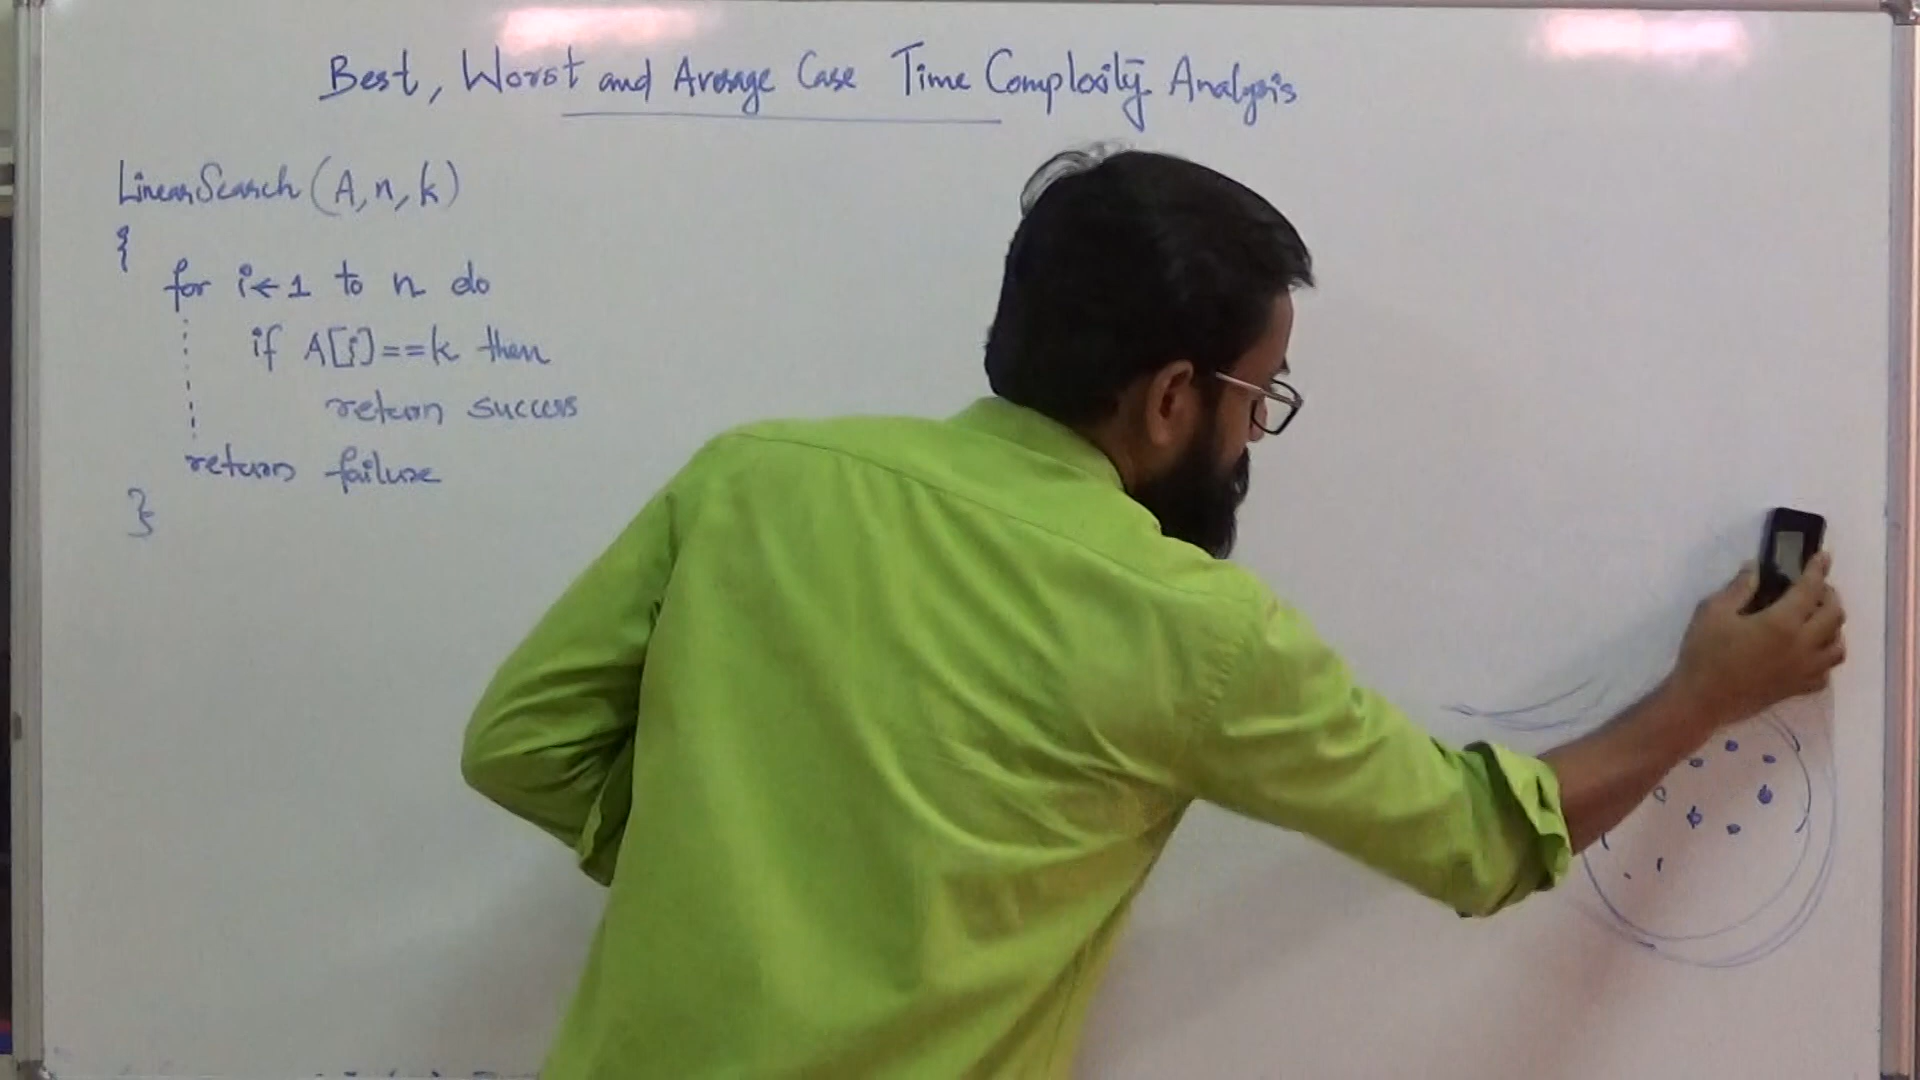 Best, Worst and Average Case Time Complexity Analysis
LinearSearch (A, n, k)
{
for i ← 1 to n do
if A[i] == k then
return success
return failure
}